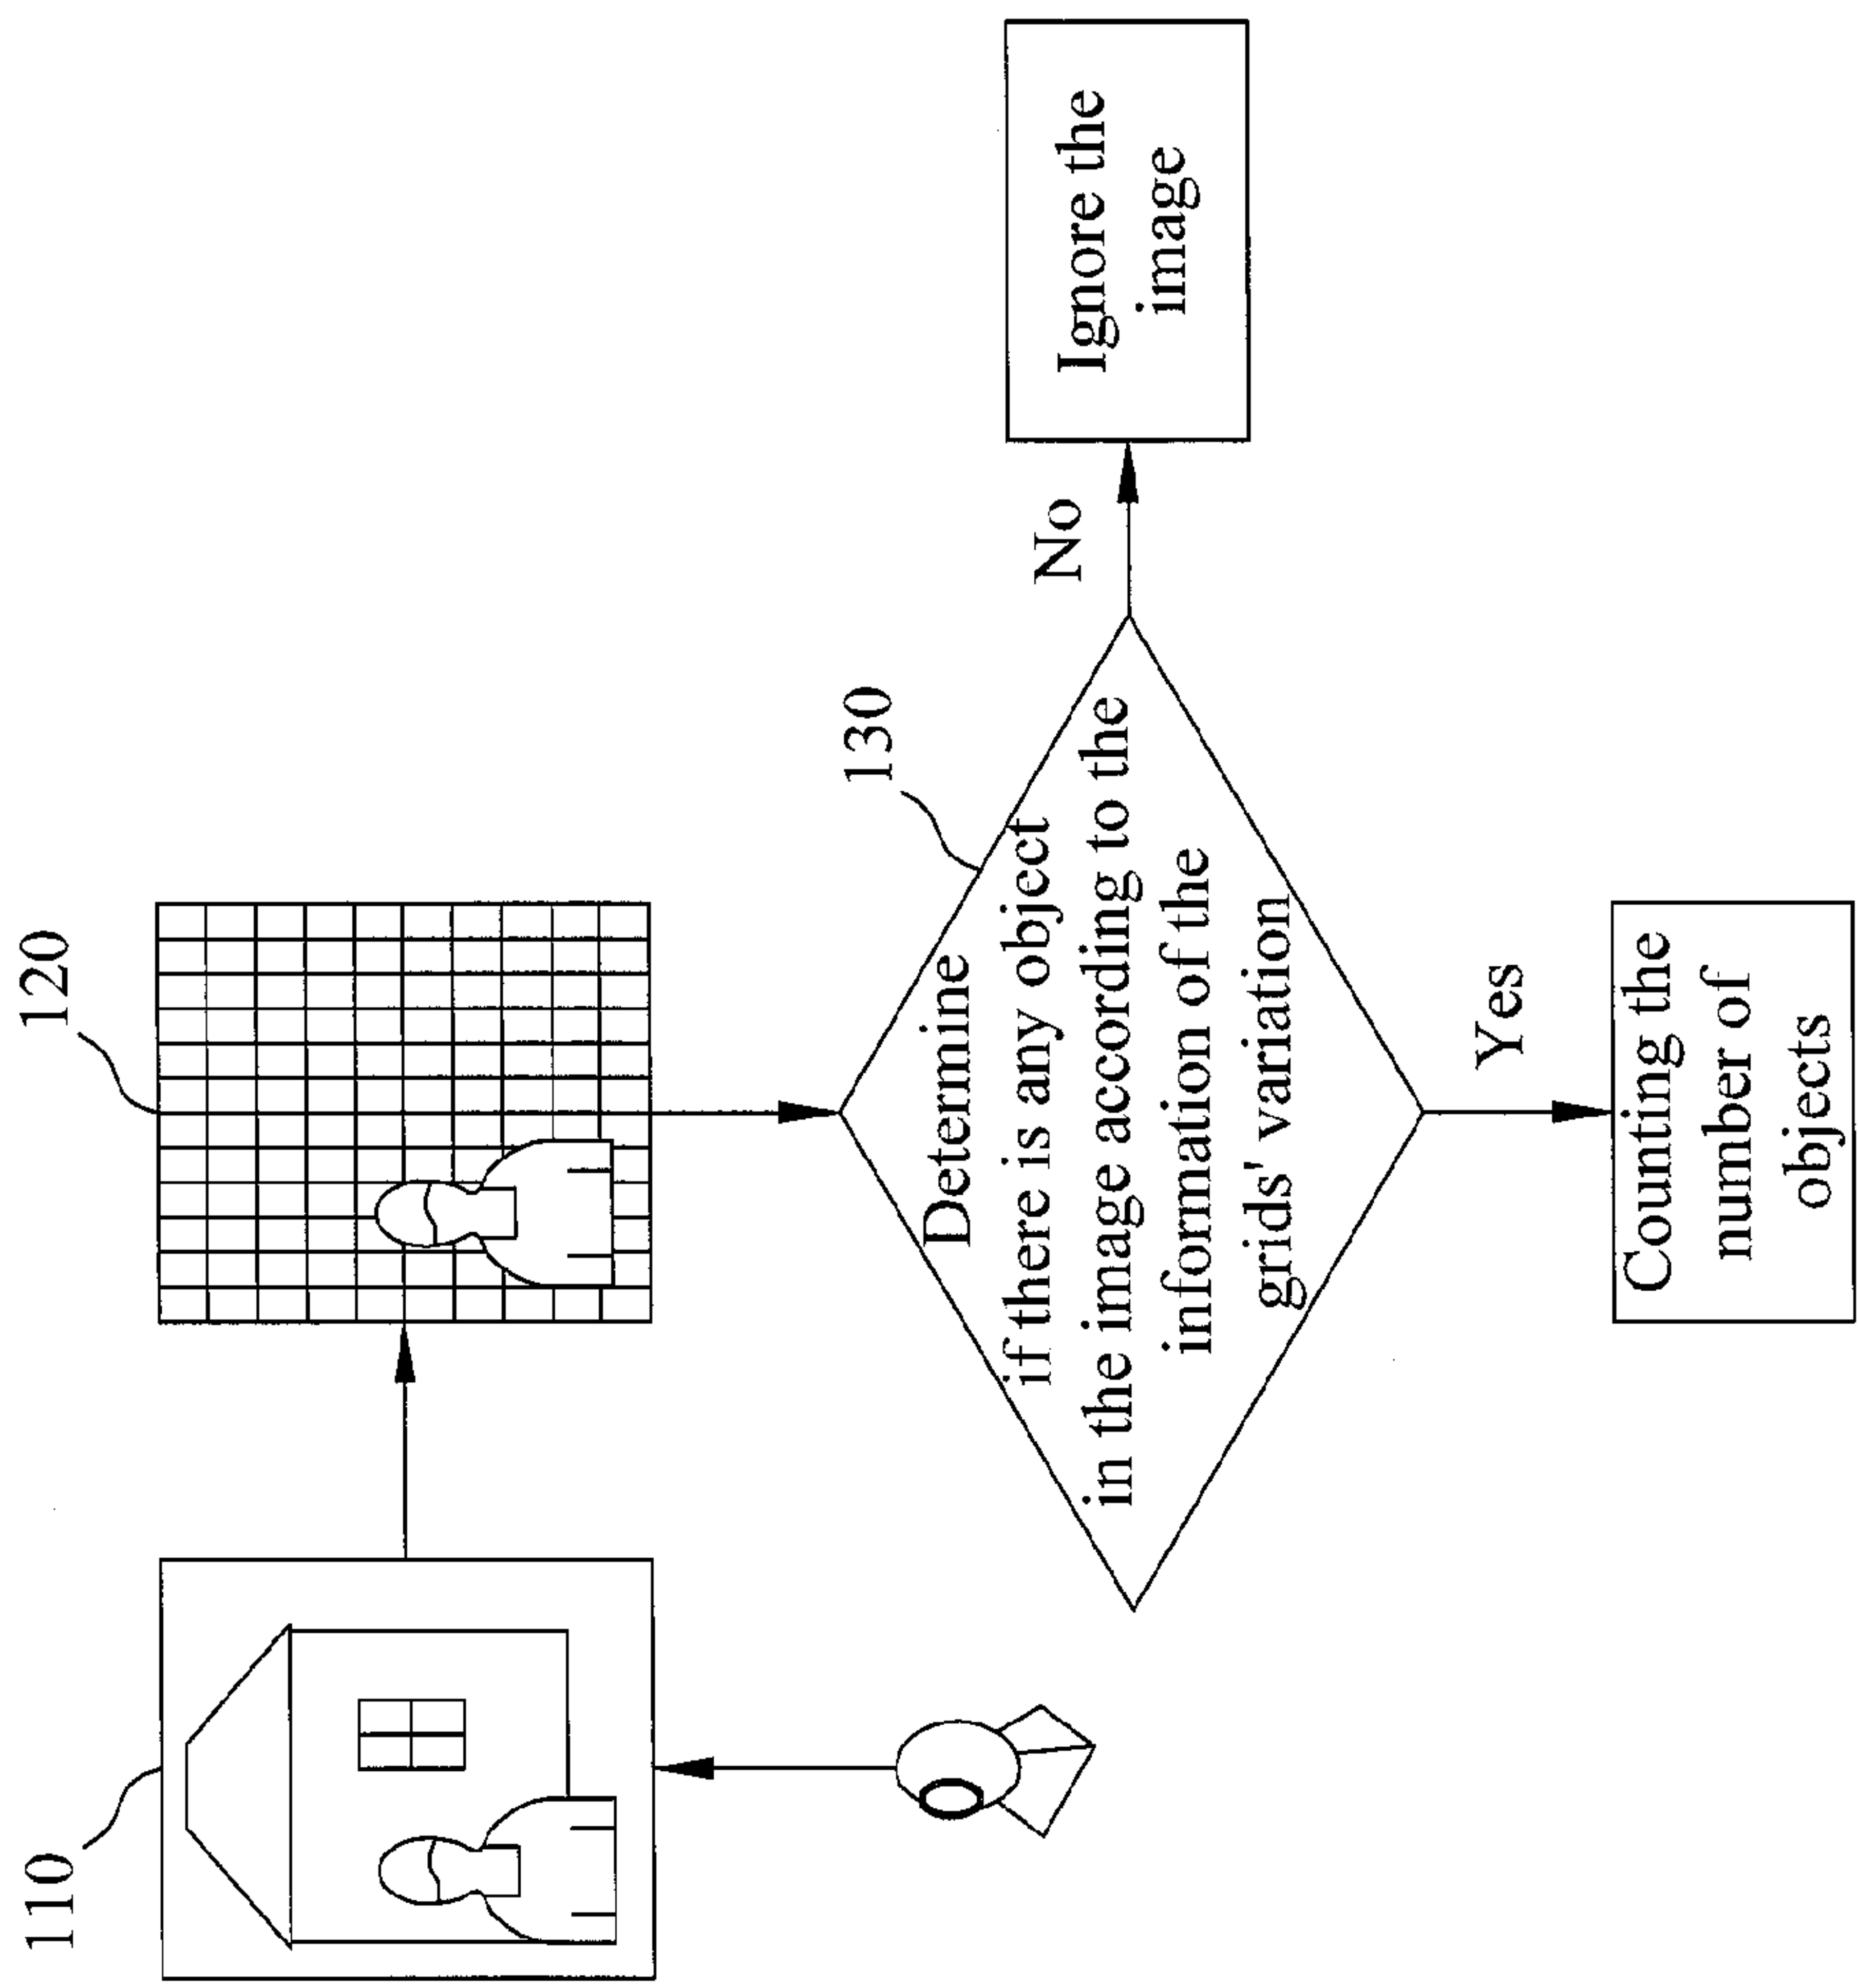 110
120
130
Determine
if there is any object
in the image according to the
information of the
grids' variation
No
Ignore the
image
Yes
Counting the
number of
objects